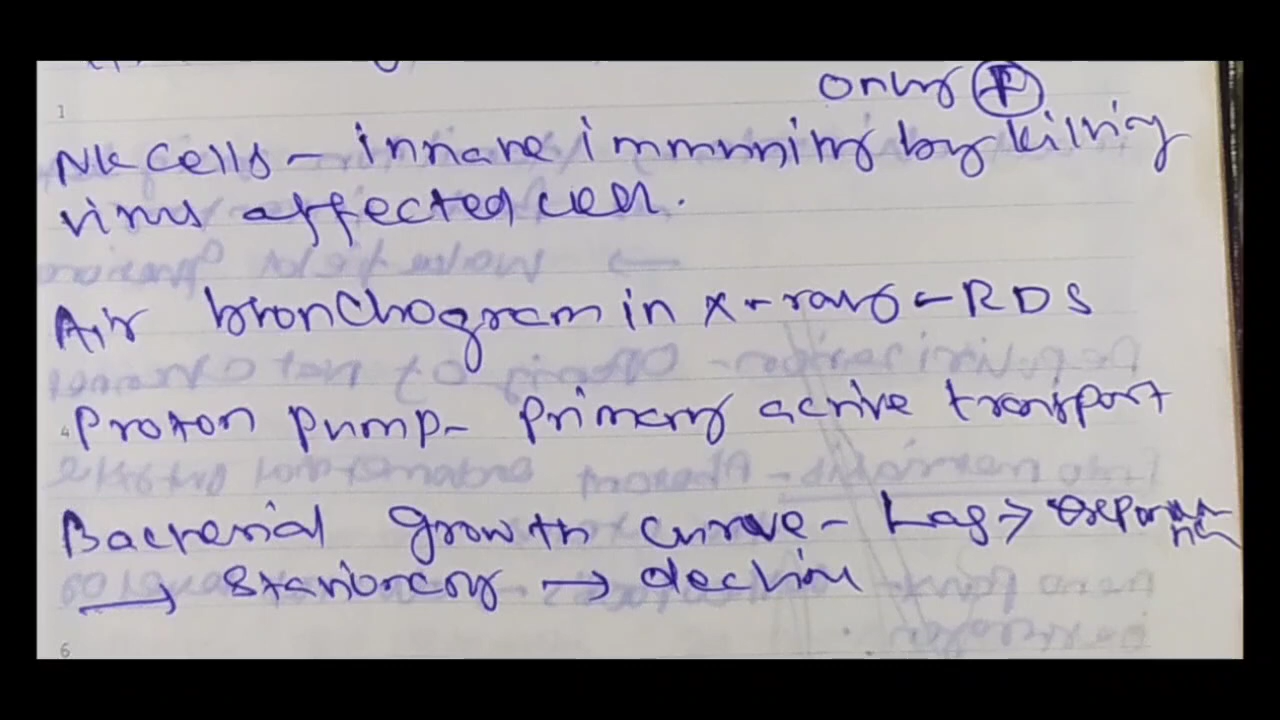 only F
NK cells - innate immunity by killing
virus affected cell.
Air bronchogram in x-ray - RDS
Proton pump - Primary active transport
Bacterial growth curve - Lag → Exponential
→ stationary → decline